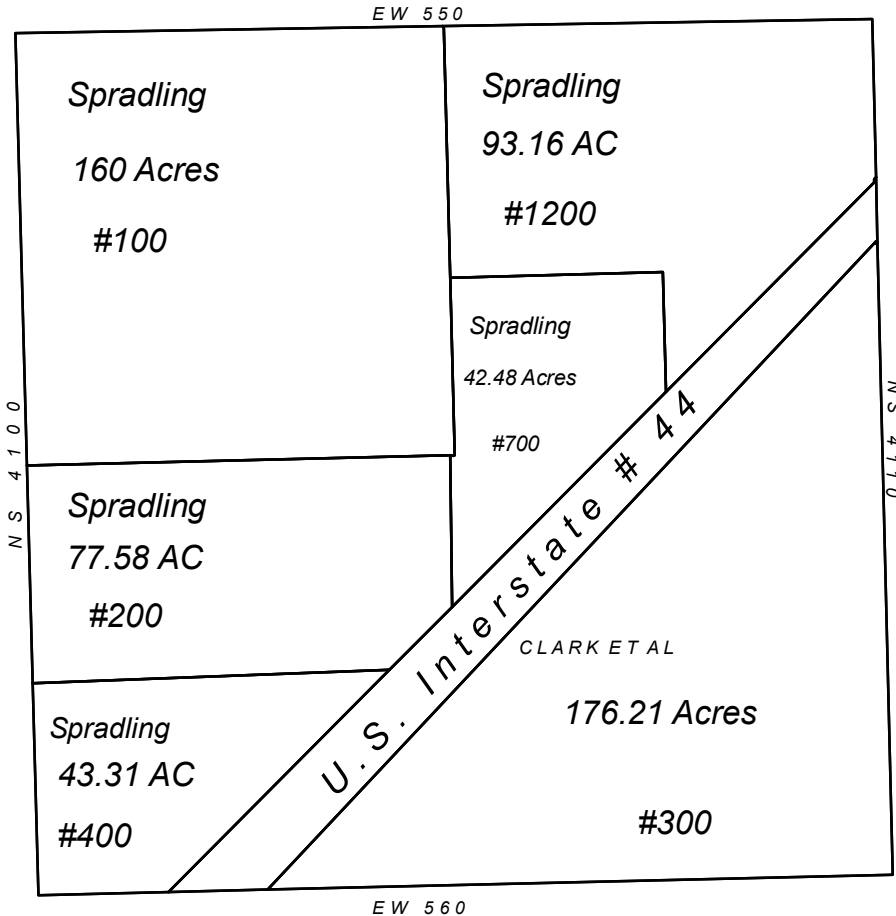 EW 550
Spradling
160 Acres
#100
Spradling
93.16 AC
#1200
Spradling
42.48 Acres
#700
NS 4100
NS 4110
Spradling
77.58 AC
#200
U.S. Interstate # 44
CLARK ET AL
176.21 Acres
#300
Spradling
43.31 AC
#400
EW 560